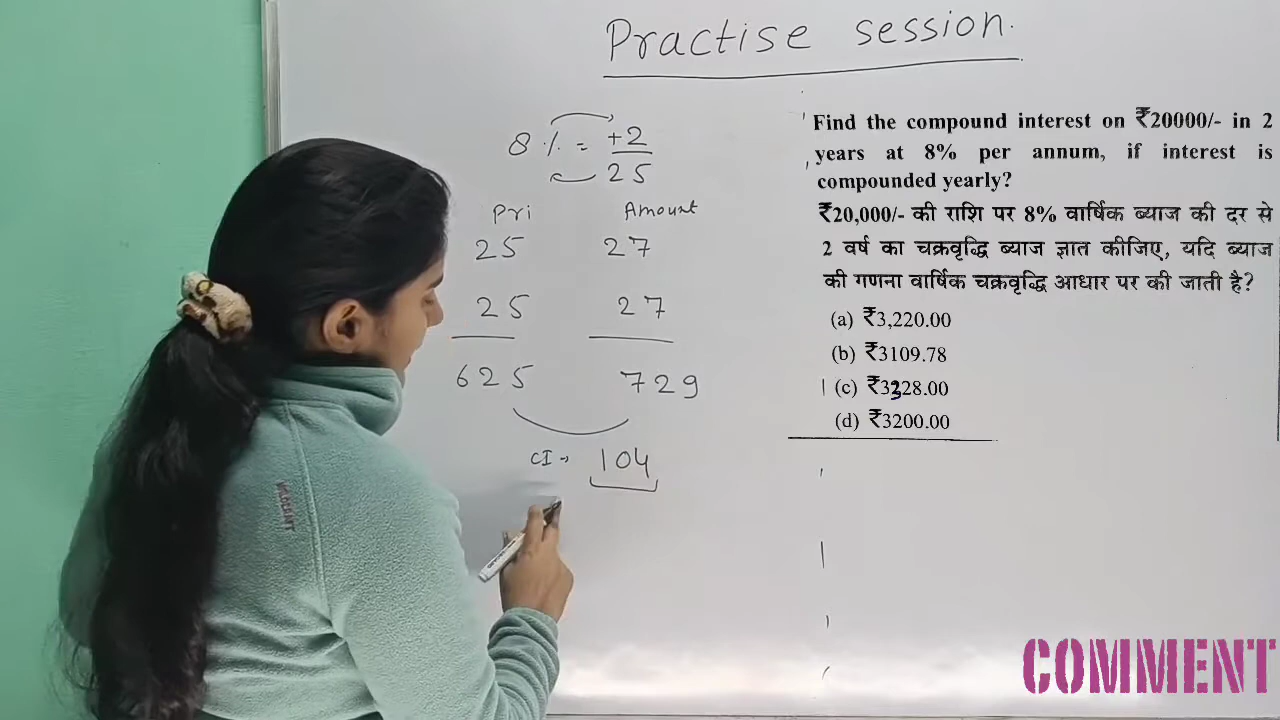 Practise session.
8 % = +2
25
Pri Amount
25 27
25 27
625 729
CI → 104
Find the compound interest on ₹20000/- in 2
years at 8% per annum, if interest is
compounded yearly?
₹20,000/- की राशि पर 8% वार्षिक ब्याज की दर से
2 वर्ष का चक्रवृद्धि ब्याज ज्ञात कीजिए, यदि ब्याज
की गणना वार्षिक चक्रवृद्धि आधार पर की जाती है?
(a) ₹3,220.00
(b) ₹3109.78
(c) ₹3328.00
(d) ₹3200.00
COMMENT